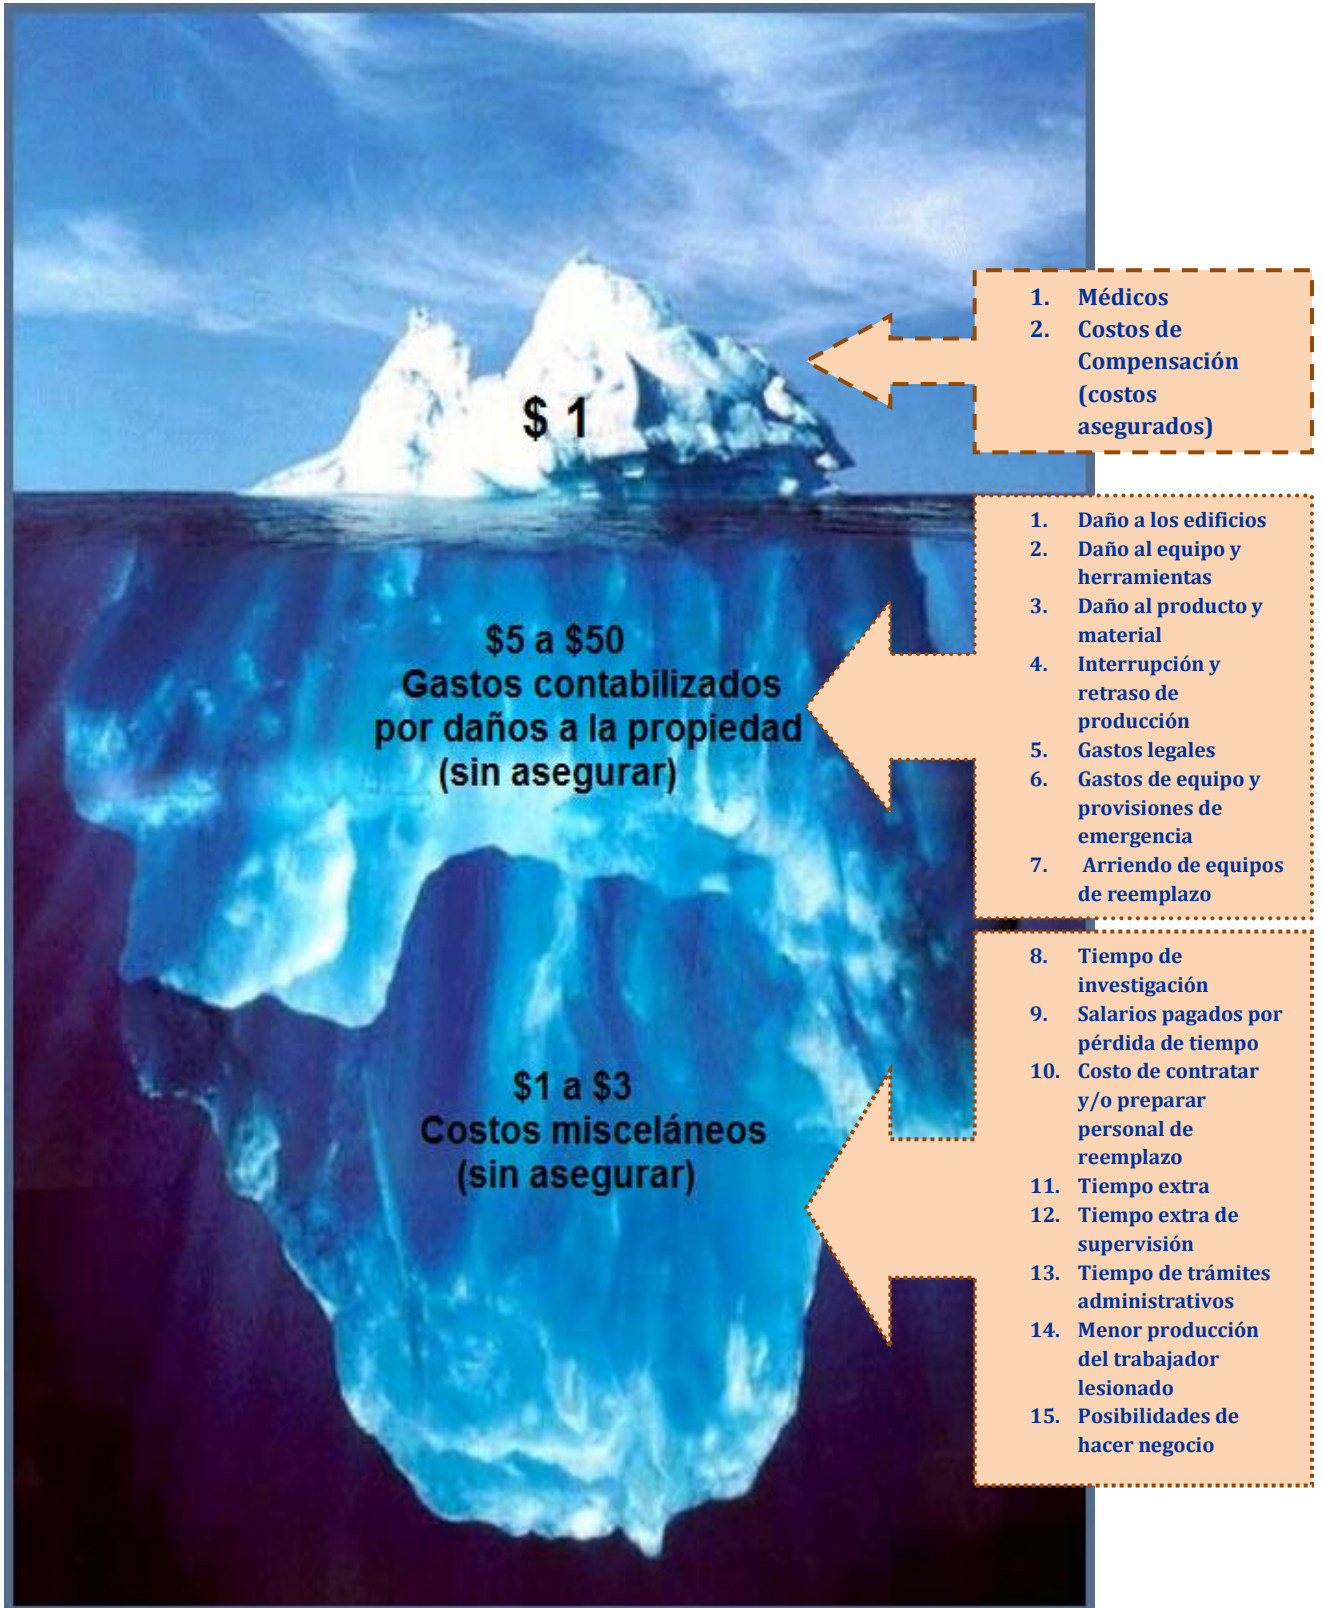 $ 1
1. Médicos
2. Costos de
Compensación
(costos
asegurados)
$5 a $50
Gastos contabilizados
por daños a la propiedad
(sin asegurar)
1. Daño a los edificios
2. Daño al equipo y
herramientas
3. Daño al producto y
material
4. Interrupción y
retraso de
producción
5. Gastos legales
6. Gastos de equipo y
provisiones de
emergencia
7. Arriendo de equipos
de reemplazo
$1 a $3
Costos misceláneos
(sin asegurar)
8. Tiempo de
investigación
9. Salarios pagados por
pérdida de tiempo
10. Costo de contratar
y/o preparar
personal de
reemplazo
11. Tiempo extra
12. Tiempo extra de
supervisión
13. Tiempo de trámites
administrativos
14. Menor producción
del trabajador
lesionado
15. Posibilidades de
hacer negocio